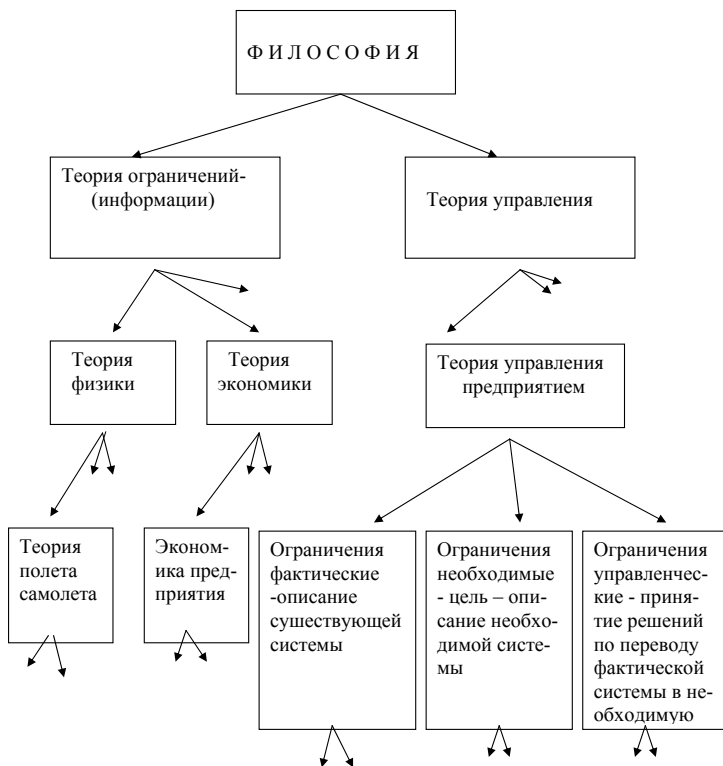 Ф И Л О С О Ф И Я
Теория ограничений-
(информации)
Теория управления
Теория
физики
Теория
экономики
Теория управления
предприятием
Теория
полета
самолета
Эконом-
ика пред-
приятия
Ограничения
фактические
-описание
сушествующей
системы
Ограничения
необходимые
- цель – опи-
сание необхо-
димой систе-
мы
Ограничения
управленчес-
кие - приня-
тие решений
по переводу
фактической
системы в не-
обходимую